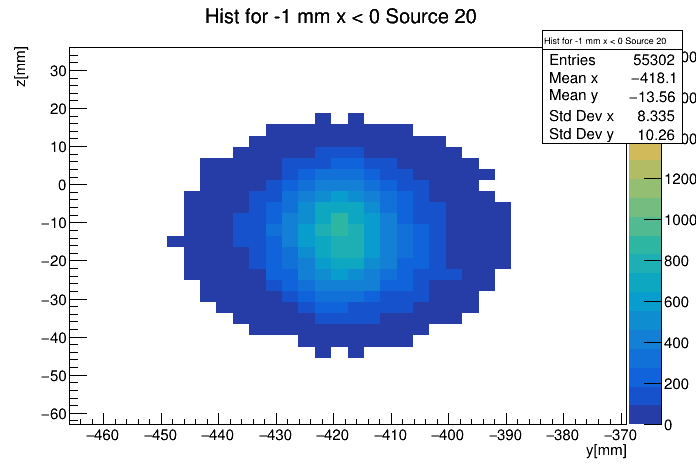 Hist for -1 mm x < 0 Source 20
Hist for -1 mm x < 0 Source 20
Entries 55302
Mean x −418.1
Mean y −13.56
Std Dev x 8.335
Std Dev y 10.26
z[mm]
30
20
10
0
−10
−20
−30
−40
−50
−60
−460 −450 −440 −430 −420 −410 −400 −390 −380 −370
y[mm]
1200
1000
800
600
400
200
0